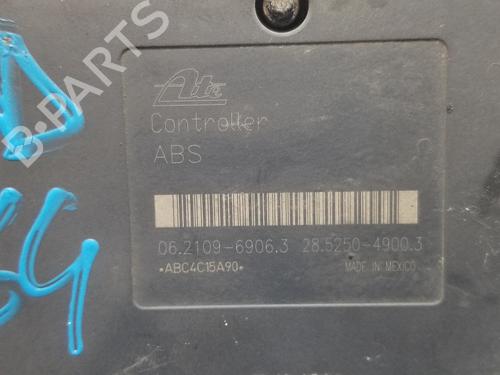 Ate
Controller
ABS
06.2109-6906.3 28.5250-4900.3
*ABC4C15A90*
MADE IN MEXICO
B-PARTS